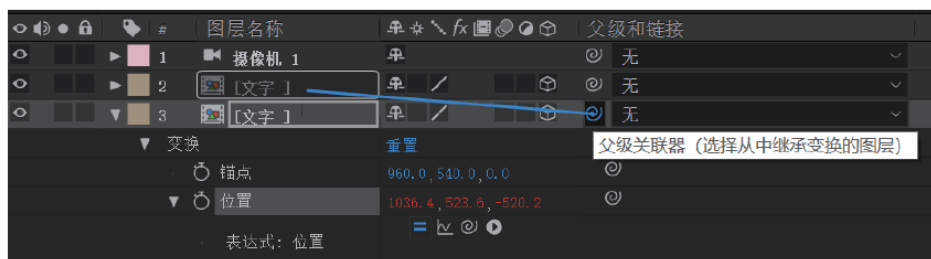 # 图层名称 fx 父级和链接
1 摄像机 1 无
2 [文字 ] 无
3 [文字 ] 无
父级关联器（选择从中继承变换的图层）
变换 重置
锚点 960.0,540.0,0.0
位置 1036.4,523.6,-520.2
表达式: 位置